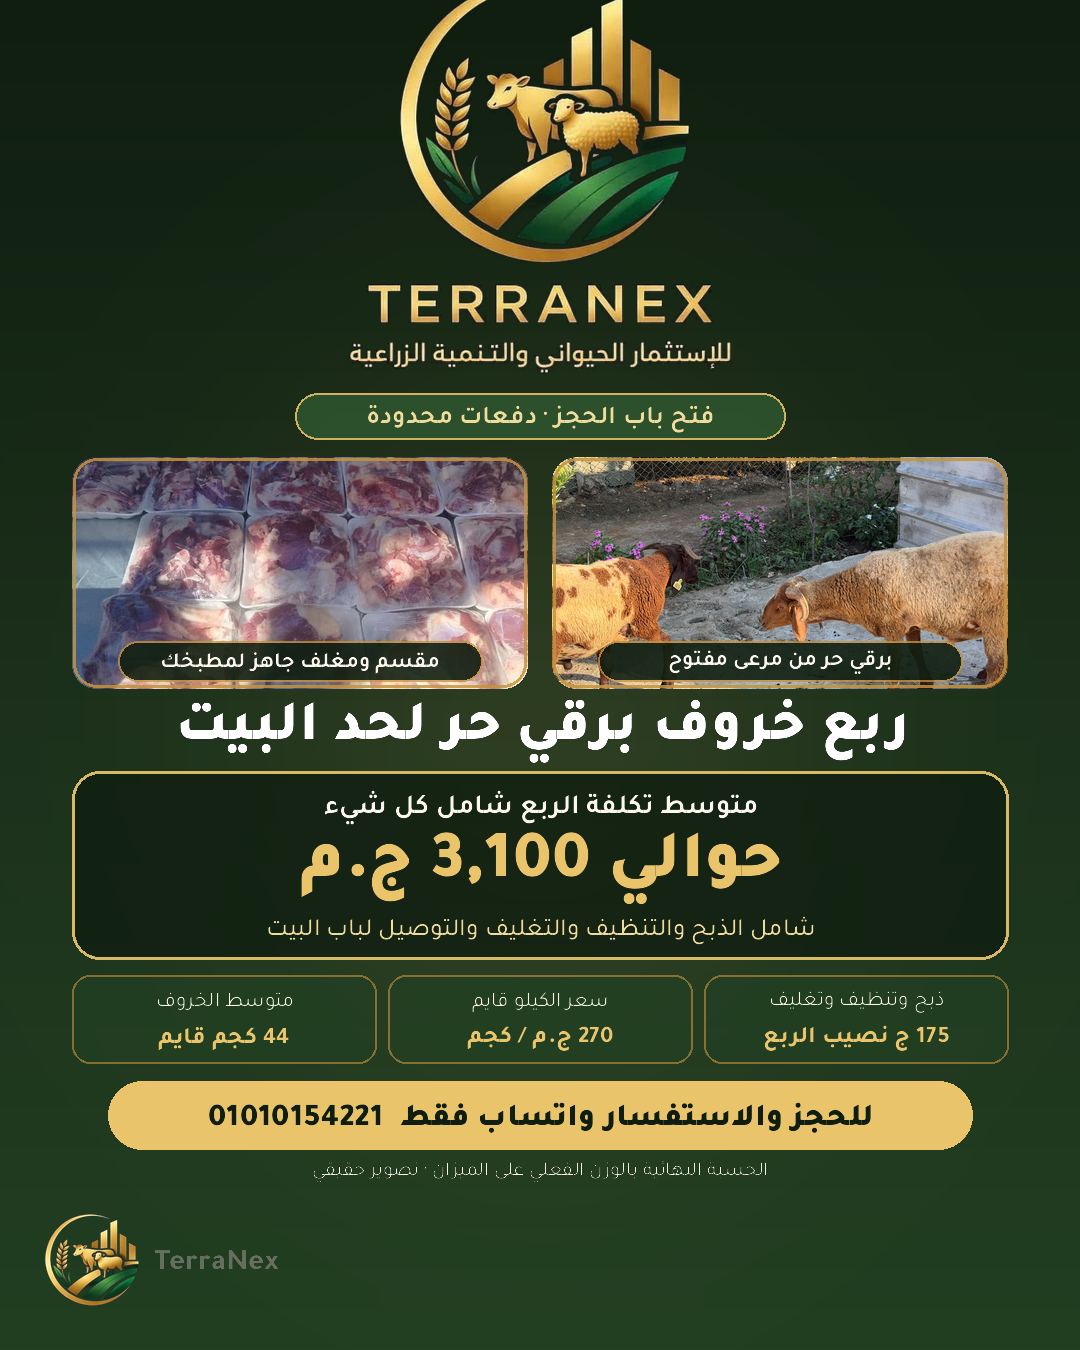 TERRANEX
للإستثمار الحيواني والتنمية الزراعية
فتح باب الحجز · دفعات محدودة
برقي حر من مرعى مفتوح
مقسم ومغلف جاهز لمطبخك
ربع خروف برقي حر لحد البيت
متوسط تكلفة الربع شامل كل شيء
حوالي 3,100 ج.م
شامل الذبح والتنظيف والتغليف والتوصيل لباب البيت
ذبح وتنظيف وتغليف
175 ج نصيب الربع
سعر الكيلو قايم
270 ج.م / كجم
متوسط الخروف
44 كجم قايم
للحجز والاستفسار واتساب فقط 01010154221
الحسبة النهائية بالوزن الفعلي على الميزان · تصوير حقيقي
TerraNex